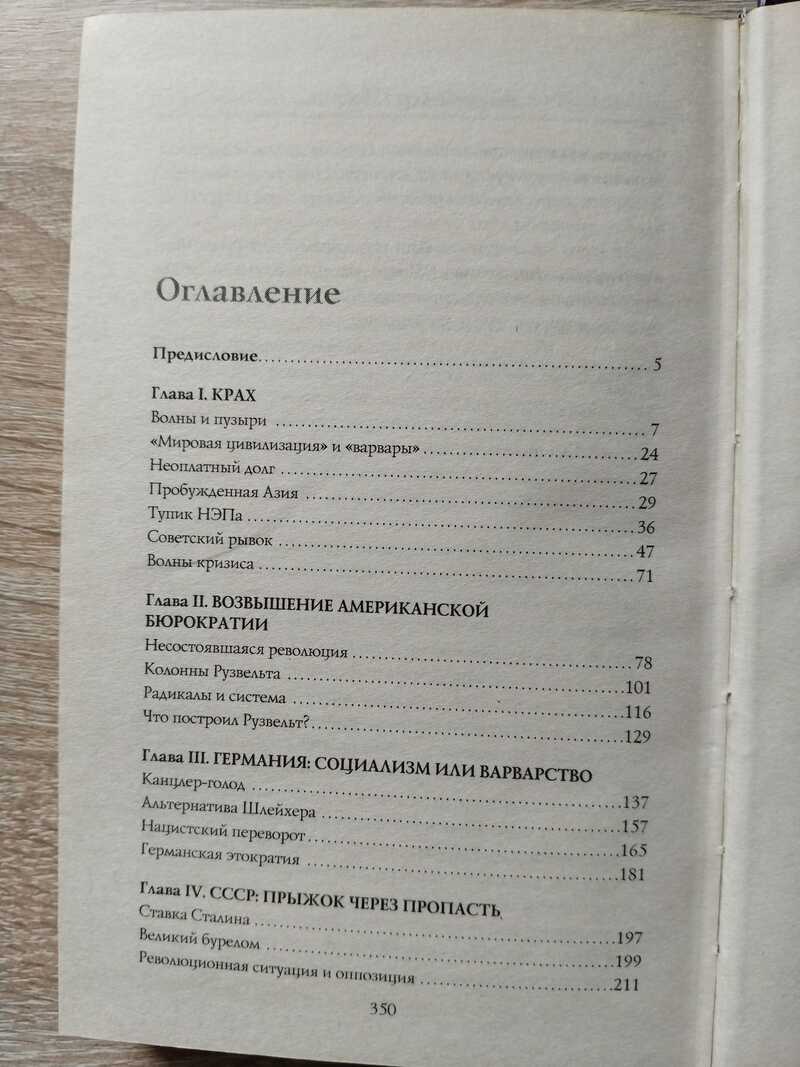 Оглавление
Предисловие.................................................................................. 5
Глава I. КРАХ
Волны и пузыри .......................................................................... 7
«Мировая цивилизация» и «варвары»........................................ 24
Неоплатный долг ........................................................................ 27
Пробужденная Азия .................................................................... 29
Тупик НЭПа................................................................................ 36
Советский рывок ........................................................................ 47
Волны кризиса............................................................................ 71
Глава II. ВОЗВЫШЕНИЕ АМЕРИКАНСКОЙ
БЮРОКРАТИИ
Несостоявшаяся революция ...................................................... 78
Колонны Рузвельта .................................................................... 101
Радикалы и система .................................................................... 116
Что построил Рузвельт?.............................................................. 129
Глава III. ГЕРМАНИЯ: СОЦИАЛИЗМ ИЛИ ВАРВАРСТВО
Канцлер-голод ............................................................................ 137
Альтернатива Шлейхера ............................................................ 157
Нацистский переворот................................................................ 165
Германская этократия ................................................................ 181
Глава IV. СССР: ПРЫЖОК ЧЕРЕЗ ПРОПАСТЬ
Ставка Сталина .......................................................................... 197
Великий бурелом ........................................................................ 199
Революционная ситуация и оппозиция ...................................... 211
350